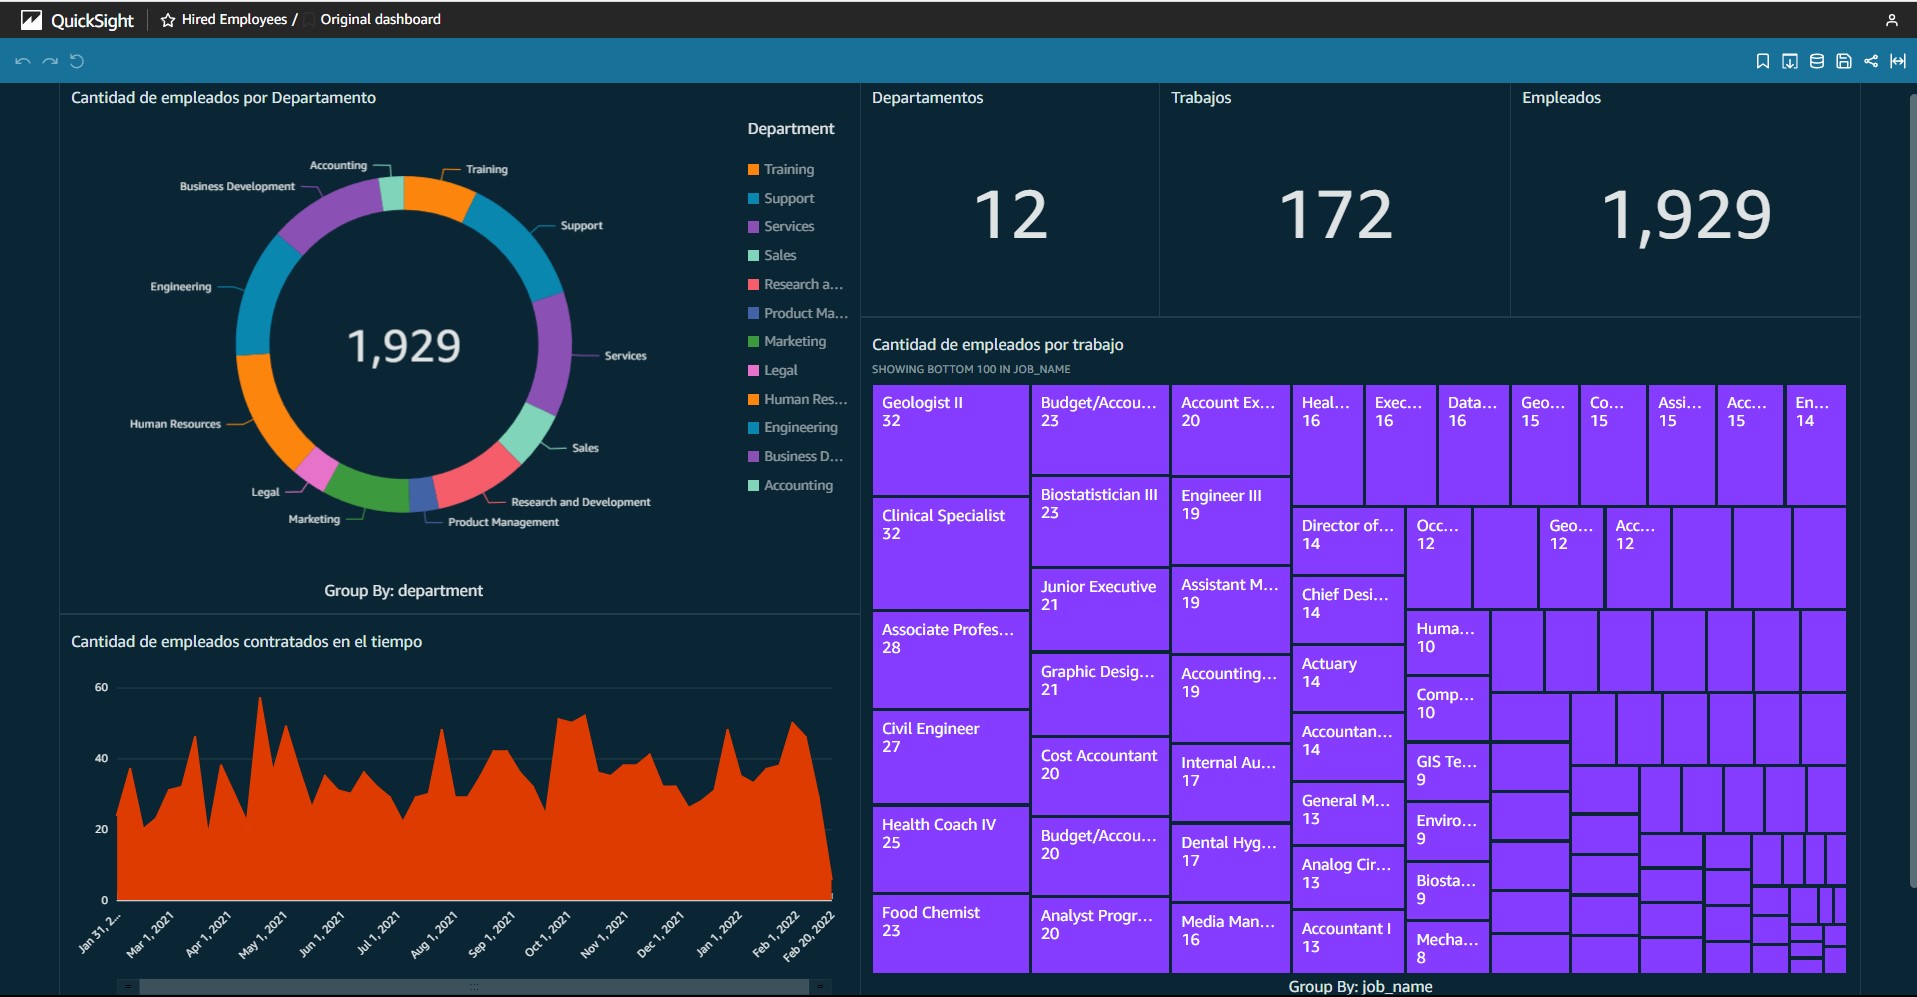 QuickSight
Hired Employees /
Original dashboard
Cantidad de empleados por Departamento
Accounting
Training
Business Development
Support
Engineering
1,929
Services
Human Resources
Sales
Legal
Research and Development
Marketing
Product Management
Group By: department
Department
Training
Support
Services
Sales
Research a...
Product Ma...
Marketing
Legal
Human Res...
Engineering
Business D...
Accounting
Departamentos
12
Trabajos
172
Empleados
1,929
Cantidad de empleados contratados en el tiempo
60
40
20
0
Jan 31, 2...
Mar 1, 2021
Apr 1, 2021
May 1, 2021
Jun 1, 2021
Jul 1, 2021
Aug 1, 2021
Sep 1, 2021
Oct 1, 2021
Nov 1, 2021
Dec 1, 2021
Jan 1, 2022
Feb 1, 2022
Feb 20, 2022
Cantidad de empleados por trabajo
SHOWING BOTTOM 100 IN JOB_NAME
Geologist II
32
Clinical Specialist
32
Associate Profes...
28
Civil Engineer
27
Health Coach IV
25
Food Chemist
23
Budget/Accou...
23
Biostatistician III
23
Junior Executive
21
Graphic Desig...
21
Cost Accountant
20
Budget/Accou...
20
Analyst Progr...
20
Account Ex...
20
Engineer III
19
Assistant M...
19
Accounting...
19
Internal Au...
17
Dental Hyg...
17
Media Man...
16
Heal...
16
Exec...
16
Data...
16
Geo...
15
Co...
15
Assi...
15
Acc...
15
En...
14
Director of...
14
Chief Desi...
14
Actuary
14
Accountan...
14
General M...
13
Analog Cir...
13
Accountant I
13
Occ...
12
Geo...
12
Acc...
12
Huma...
10
Comp...
10
GIS Te...
9
Enviro...
9
Biosta...
9
Mecha...
8
Group By: job_name